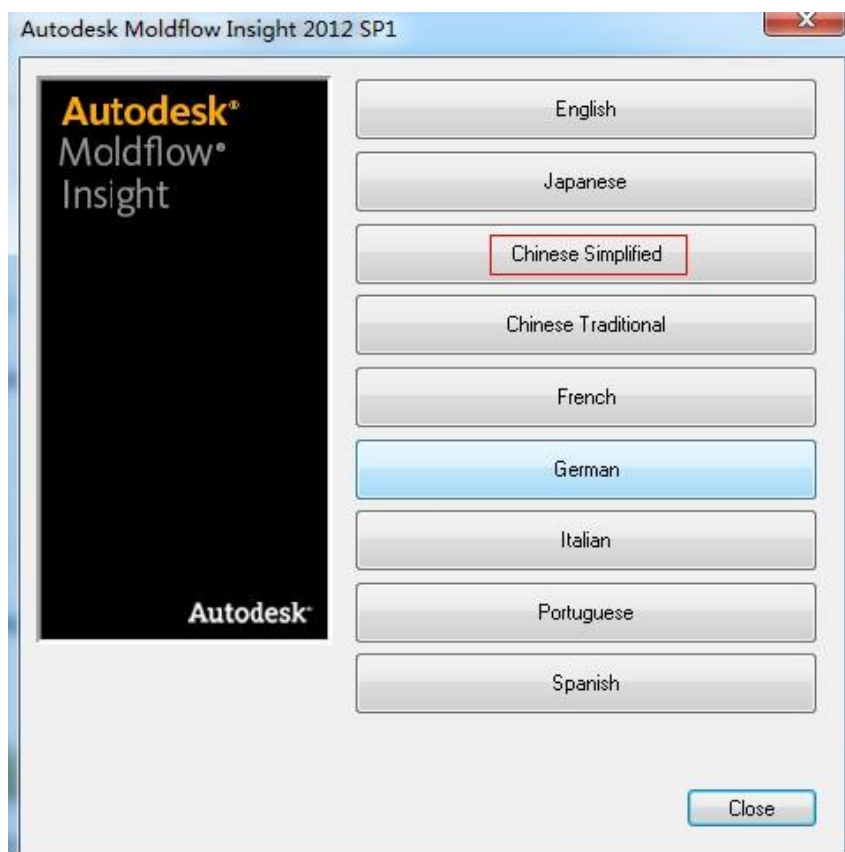 Autodesk Moldflow Insight 2012 SP1
Autodesk®
Moldflow®
Insight
Autodesk
English
Japanese
Chinese Simplified
Chinese Traditional
French
German
Italian
Portuguese
Spanish
Close